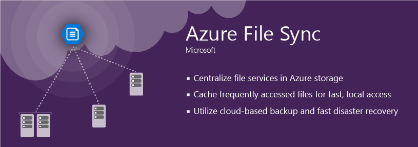 Azure File Sync
Microsoft
Centralize file services in Azure storage
Cache frequently accessed files for fast, local access
Utilize cloud-based backup and fast disaster recovery